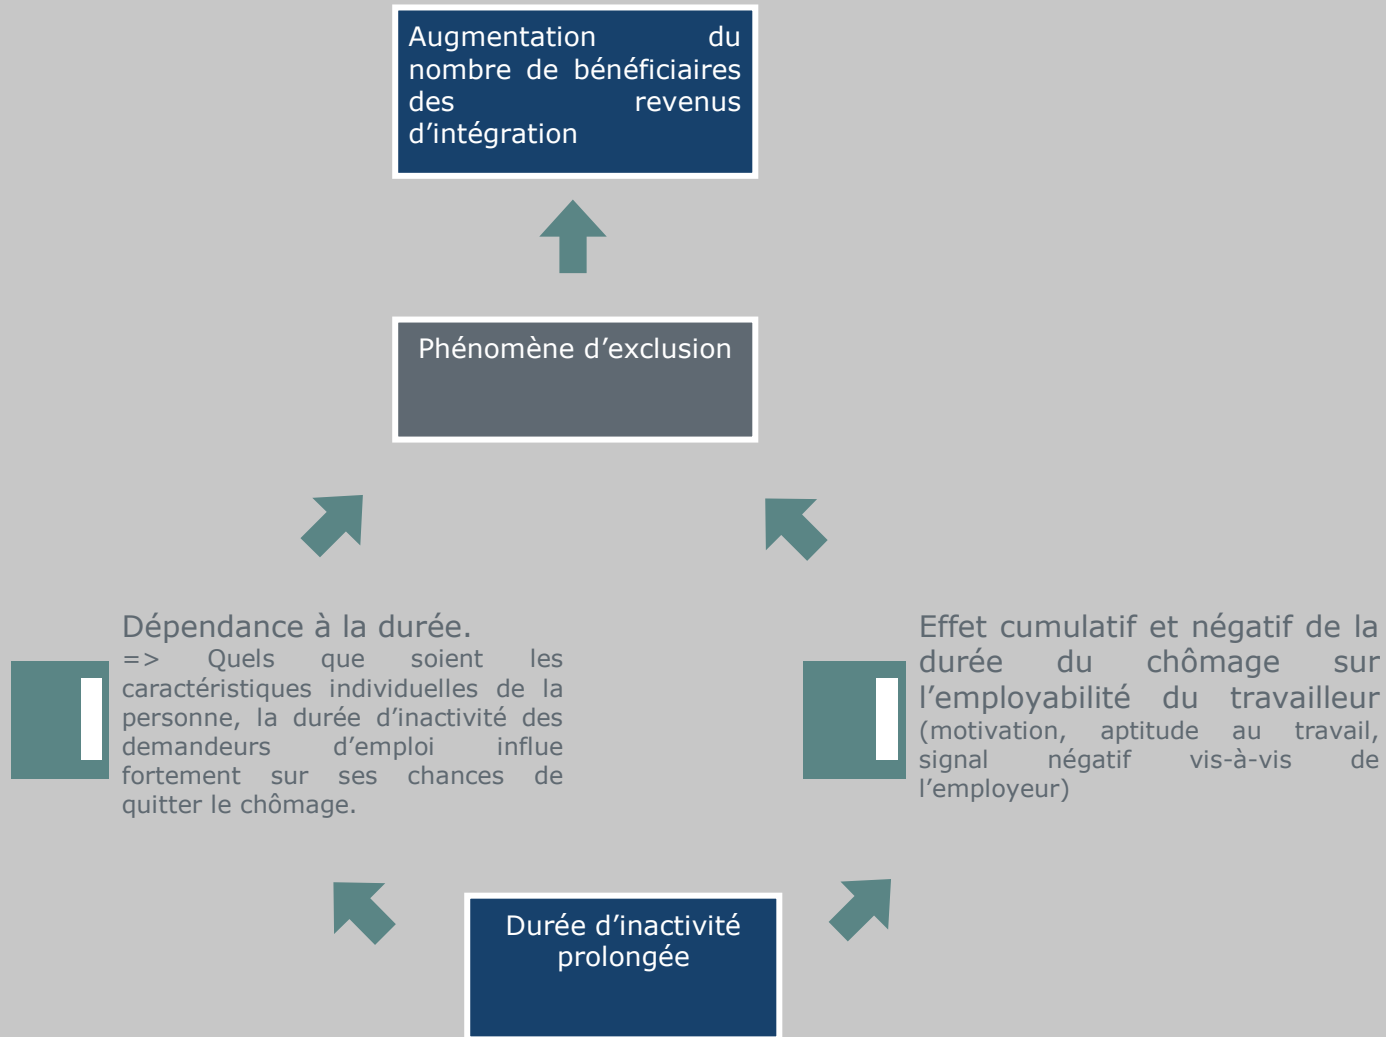 Augmentation du
nombre de bénéficiaires
des revenus
d’intégration
Phénomène d’exclusion
Dépendance à la durée.
=> Quels que soient les
caractéristiques individuelles de la
personne, la durée d’inactivité des
demandeurs d’emploi influe
fortement sur ses chances de
quitter le chômage.
Effet cumulatif et négatif de la
durée du chômage sur
l’employabilité du travailleur
(motivation, aptitude au travail,
signal négatif vis-à-vis de
l’employeur)
Durée d’inactivité
prolongée